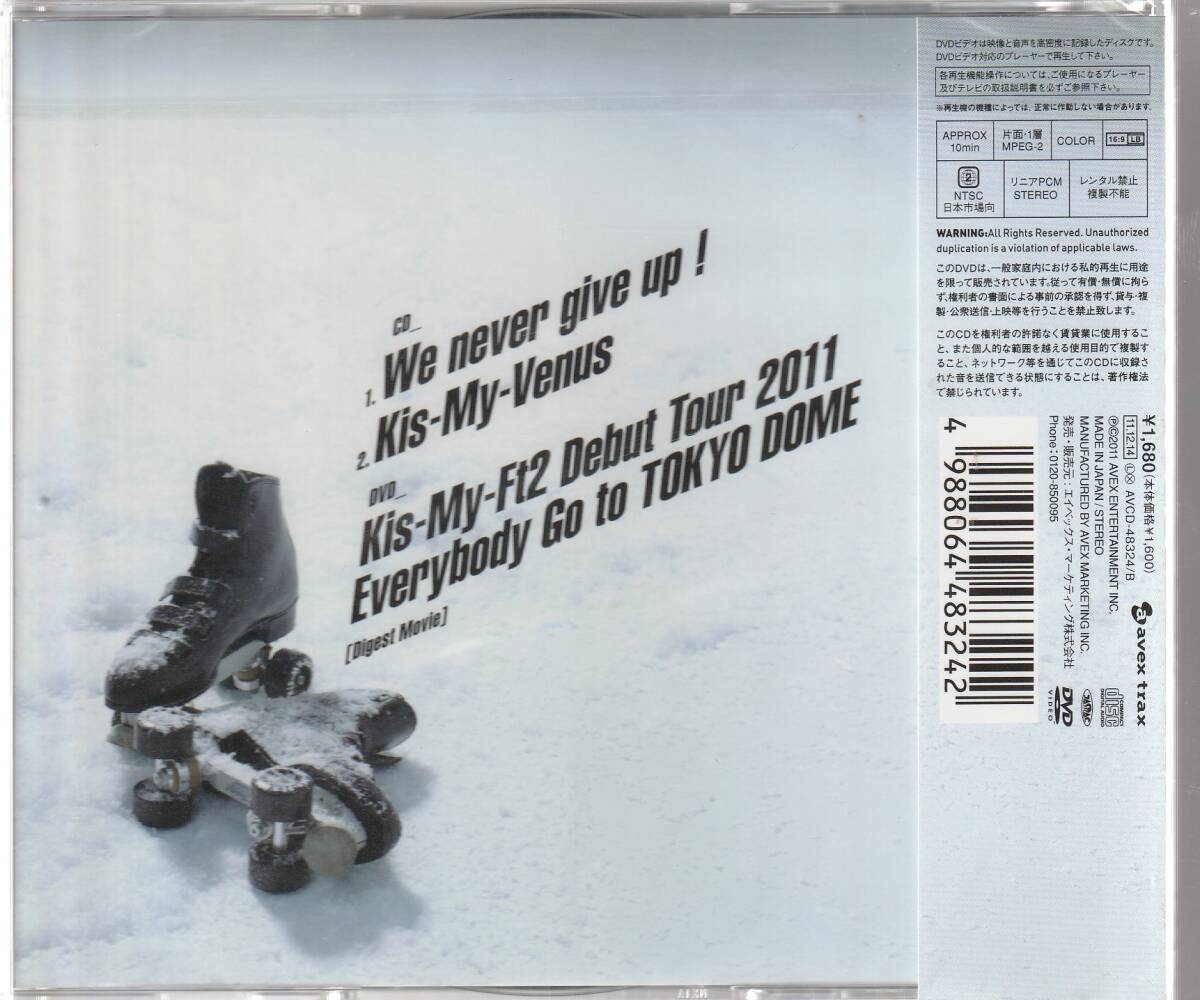 CD_
1. We never give up !
2. Kis-My-Venus
DVD_
Kis-My-Ft2 Debut Tour 2011
Everybody Go to TOKYO DOME
[Digest Movie]
DVDビデオは映像と音声を高密度に記録したディスクです。
DVDビデオ対応のプレーヤーで再生して下さい。
各再生機能操作については、ご使用になるプレーヤー
及びテレビの取扱説明書を必ずご参照下さい。
※再生機の機種によっては、正常に作動しない場合があります。
APPROX
10min
片面・1層
MPEG-2
COLOR
16:9 LB
2
NTSC
日本市場向
リニアPCM
STEREO
レンタル禁止
複製不能
WARNING:All Rights Reserved. Unauthorized
duplication is a violation of applicable laws.
このDVDは、一般家庭内における私的再生に用途
を限って販売されています。従って有償・無償に拘ら
ず、権利者の書面による事前の承認を得ず、貸与・複
製・公衆送信・上映等を行うことを禁止致します。
このCDを権利者の許諾なく賃貸業に使用するこ
と、また個人的な範囲を越える使用目的で複製す
ること、ネットワーク等を通じてこのCDに収録さ
れた音を送信できる状態にすることは、著作権法
で禁じられています。
¥1,680(本体価格¥1,600)
11.12.14 Ⓛⓧ AVCD-48324/B
ⓅⒸ2011 AVEX ENTERTAINMENT INC.
MADE IN JAPAN / STEREO
MANUFACTURED BY AVEX MARKETING INC.
発売・販売元：エイベックス・マーケティング株式会社
Phone：0120-850095
4 988064 483242
avex trax
COMPACT
disc
DIGITAL AUDIO
JASRAC
DVD
VIDEO